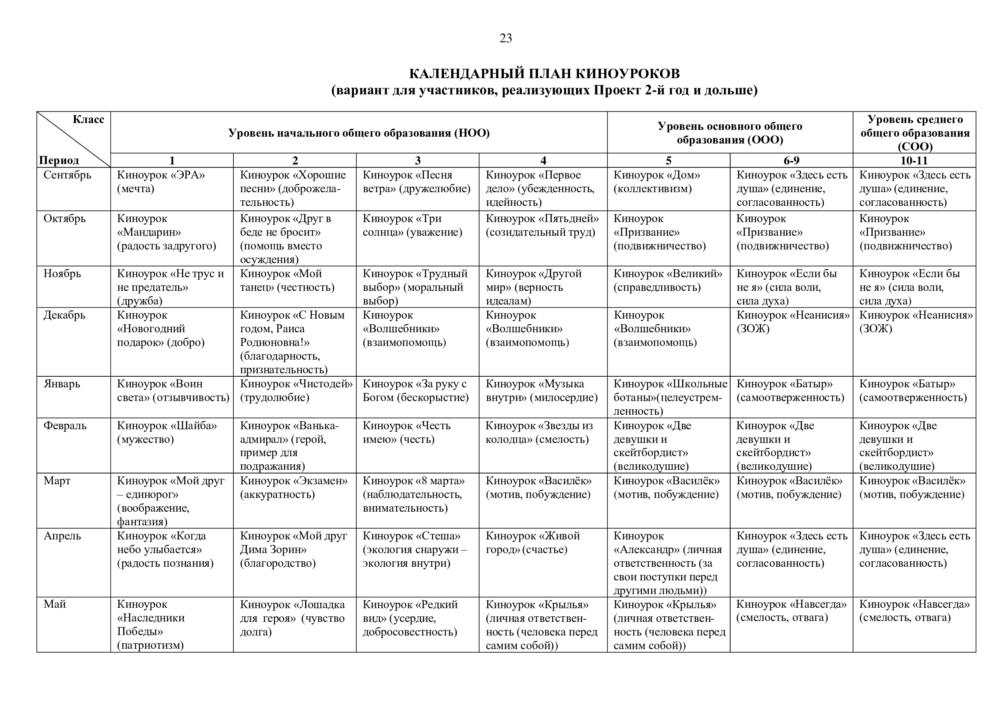 23
КАЛЕНДАРНЫЙ ПЛАН КИНОУРОКОВ
(вариант для участников, реализующих Проект 2-й год и дольше)
Класс
Период
Уровень начального общего образования (НОО)
Уровень основного общего
образования (ООО)
Уровень среднего
общего образования
(СОО)
1
2
3
4
5
6-9
10-11
Сентябрь
Киноурок «ЭРА»
(мечта)
Киноурок «Хорошие
песни» (доброжела-
тельность)
Киноурок «Песня
ветра» (дружелюбие)
Киноурок «Первое
дело» (убежденность,
идейность)
Киноурок «Дом»
(коллективизм)
Киноурок «Здесь есть
душа» (единение,
согласованность)
Киноурок «Здесь есть
душа» (единение,
согласованность)
Октябрь
Киноурок
«Мандарин»
(радость задругого)
Киноурок «Друг в
беде не бросит»
(помощь вместо
осуждения)
Киноурок «Три
солнца» (уважение)
Киноурок «Пятьдней»
(созидательный труд)
Киноурок
«Призвание»
(подвижничество)
Киноурок
«Призвание»
(подвижничество)
Киноурок
«Призвание»
(подвижничество)
Ноябрь
Киноурок «Не трус и
не предатель»
(дружба)
Киноурок «Мой
танец» (честность)
Киноурок «Трудный
выбор» (моральный
выбор)
Киноурок «Другой
мир» (верность
идеалам)
Киноурок «Великий»
(справедливость)
Киноурок «Если бы
не я» (сила воли,
сила духа)
Киноурок «Если бы
не я» (сила воли,
сила духа)
Декабрь
Киноурок
«Новогодний
подарок» (добро)
Киноурок «С Новым
годом, Раиса
Родионовна!»
(благодарность,
признательность)
Киноурок
«Волшебники»
(взаимопомощь)
Киноурок
«Волшебники»
(взаимопомощь)
Киноурок
«Волшебники»
(взаимопомощь)
Киноурок «Неанисия»
(ЗОЖ)
Киноурок «Неанисия»
(ЗОЖ)
Январь
Киноурок «Воин
света» (отзывчивость)
Киноурок «Чистодей»
(трудолюбие)
Киноурок «За руку с
Богом (бескорыстие)
Киноурок «Музыка
внутри» (милосердие)
Киноурок «Школьные
ботаны»(целеустрем-
ленность)
Киноурок «Батыр»
(самоотверженность)
Киноурок «Батыр»
(самоотверженность)
Февраль
Киноурок «Шайба»
(мужество)
Киноурок «Ванька-
адмирал» (герой,
пример для
подражания)
Киноурок «Честь
имею» (честь)
Киноурок «Звезды из
колодца» (смелость)
Киноурок «Две
девушки и
скейтбордист»
(великодушие)
Киноурок «Две
девушки и
скейтбордист»
(великодушие)
Киноурок «Две
девушки и
скейтбордист»
(великодушие)
Март
Киноурок «Мой друг
– единорог»
(воображение,
фантазия)
Киноурок «Экзамен»
(аккуратность)
Киноурок «8 марта»
(наблюдательность,
внимательность)
Киноурок «Василёк»
(мотив, побуждение)
Киноурок «Василёк»
(мотив, побуждение)
Киноурок «Василёк»
(мотив, побуждение)
Киноурок «Василёк»
(мотив, побуждение)
Апрель
Киноурок «Когда
небо улыбается»
(радость познания)
Киноурок «Мой друг
Дима Зорин»
(благородство)
Киноурок «Стеша»
(экология снаружи –
экология внутри)
Киноурок «Живой
город» (счастье)
Киноурок
«Александр» (личная
ответственность (за
свои поступки перед
другими людьми))
Киноурок «Здесь есть
душа» (единение,
согласованность)
Киноурок «Здесь есть
душа» (единение,
согласованность)
Май
Киноурок
«Наследники
Победы»
(патриотизм)
Киноурок «Лошадка
для героя» (чувство
долга)
Киноурок «Редкий
вид» (усердие,
добросовестность)
Киноурок «Крылья»
(личная ответствен-
ность (человека перед
самим собой))
Киноурок «Крылья»
(личная ответствен-
ность (человека перед
самим собой))
Киноурок «Навсегда»
(смелость, отвага)
Киноурок «Навсегда»
(смелость, отвага)